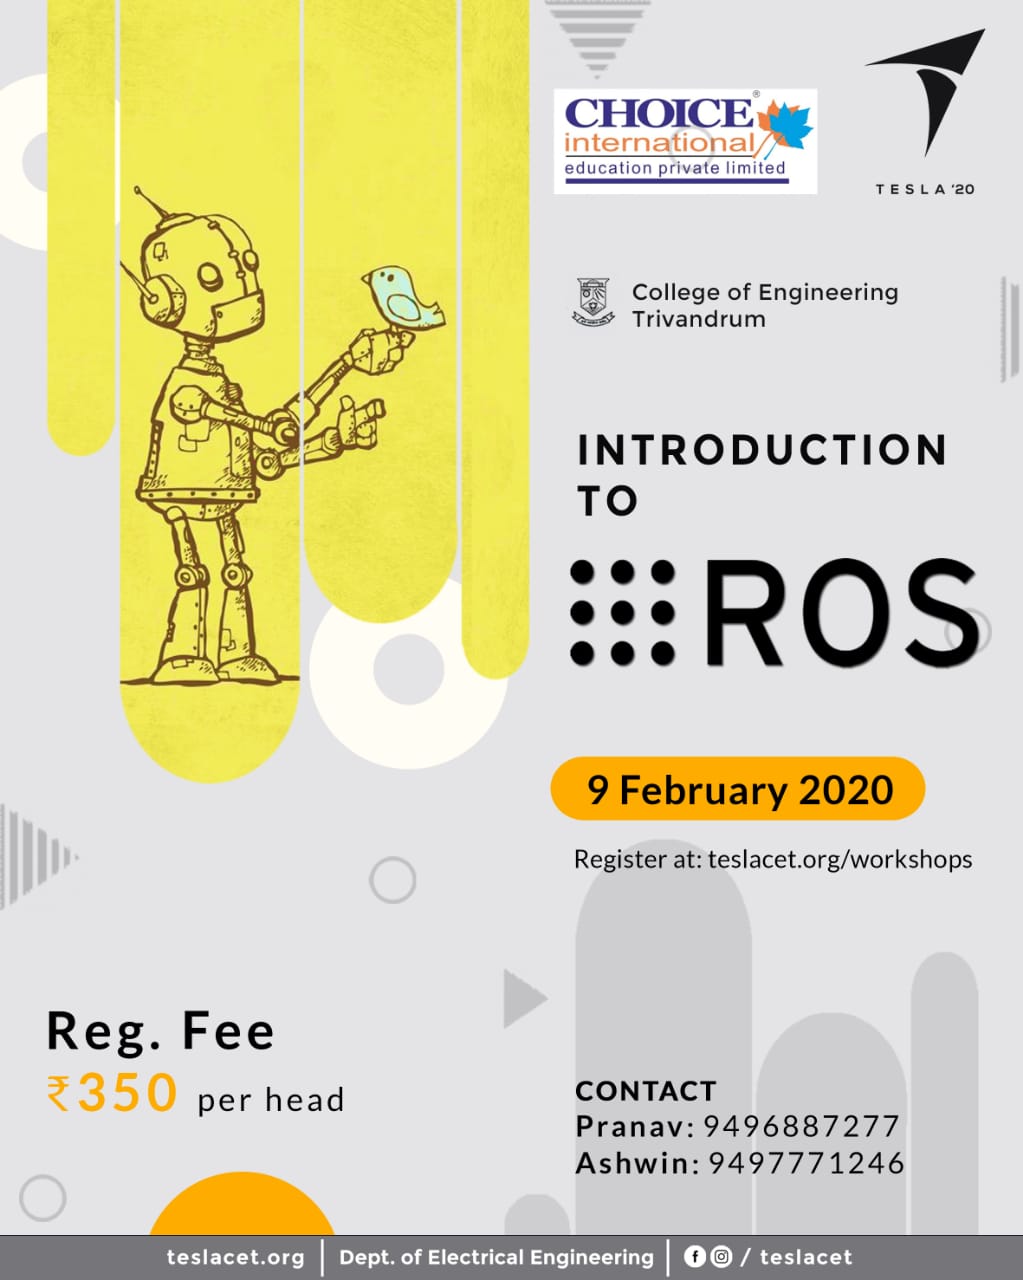 CHOICE®
international
education private limited
TESLA '20
College of Engineering
Trivandrum
INTRODUCTION
TO
ROS
9 February 2020
Register at: teslacet.org/workshops
Reg. Fee
₹350 per head
CONTACT
Pranav: 9496887277
Ashwin: 9497771246
teslacet.org | Dept. of Electrical Engineering | / teslacet